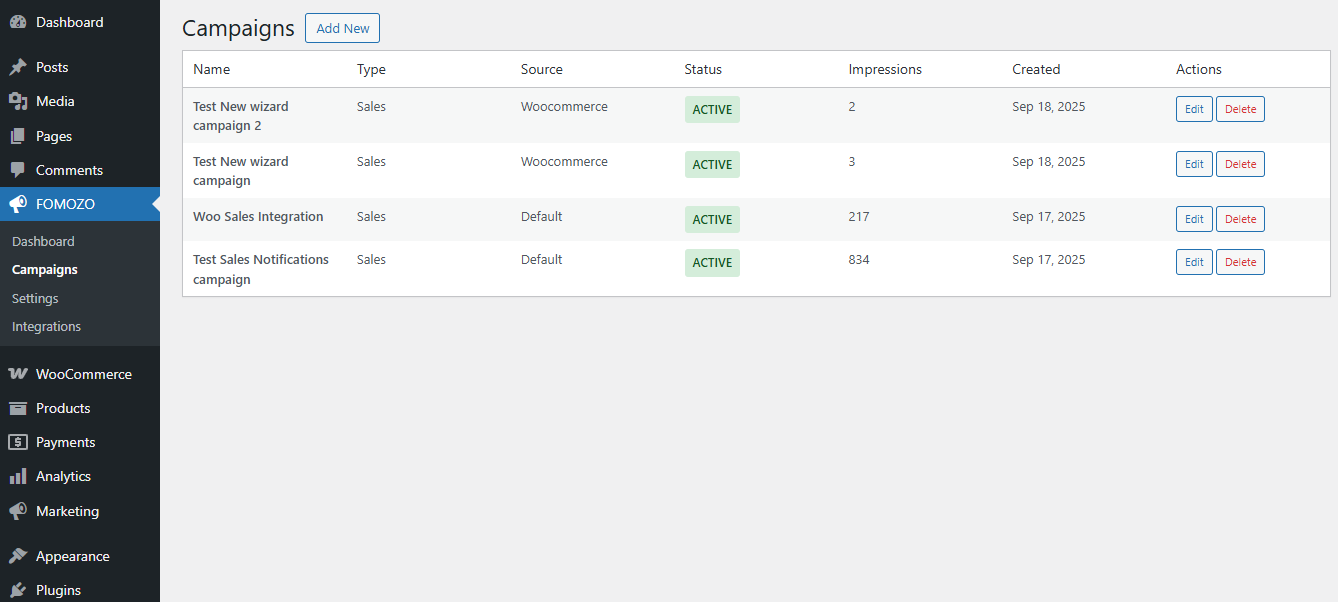 Dashboard
Posts
Media
Pages
Comments
FOMOZO
Dashboard
Campaigns
Settings
Integrations
WooCommerce
Products
Payments
Analytics
Marketing
Appearance
Plugins
Campaigns Add New
Name Type Source Status Impressions Created Actions
Test New wizard Sales Woocommerce ACTIVE 2 Sep 18, 2025 Edit Delete
campaign 2
Test New wizard Sales Woocommerce ACTIVE 3 Sep 18, 2025 Edit Delete
campaign
Woo Sales Integration Sales Default ACTIVE 217 Sep 17, 2025 Edit Delete
Test Sales Notifications Sales Default ACTIVE 834 Sep 17, 2025 Edit Delete
campaign